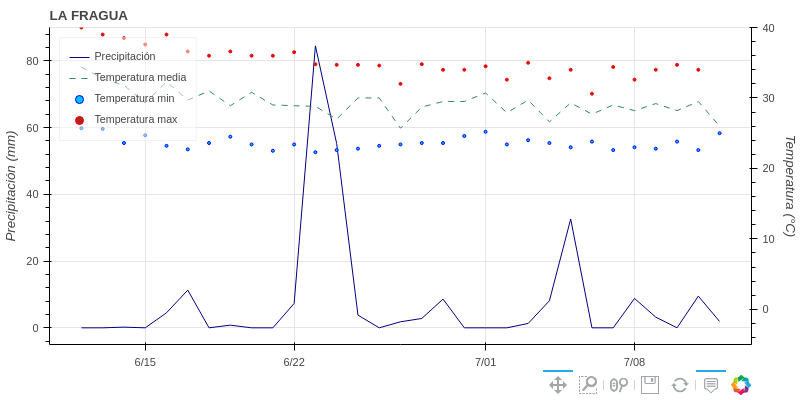 LA FRAGUA
Precipitación
Temperatura media
Temperatura min
Temperatura max
Precipitación (mm)
80
60
40
20
0
Temperatura (°C)
40
30
20
10
0
6/15
6/22
7/01
7/08